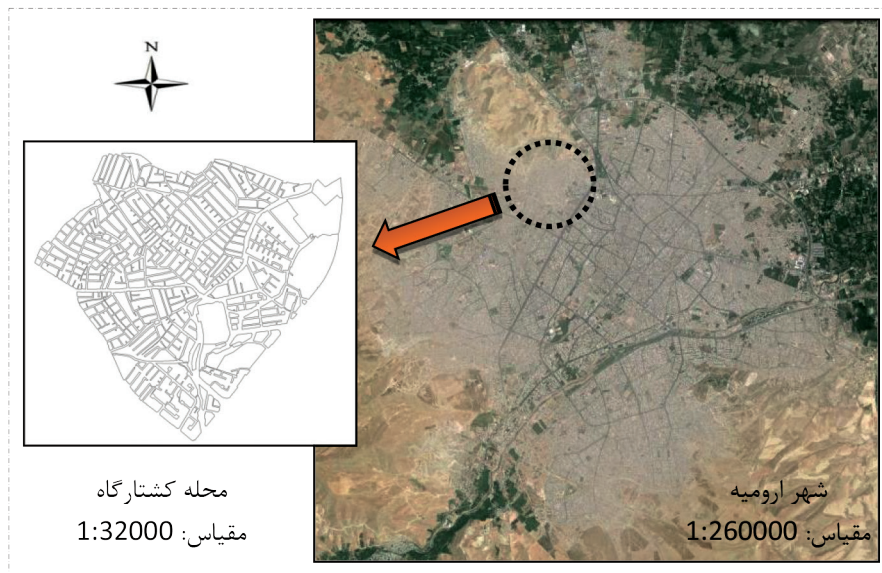 N
محله کشتارگاه
مقیاس: 1:32000
شهر ارومیه
مقیاس: 1:260000